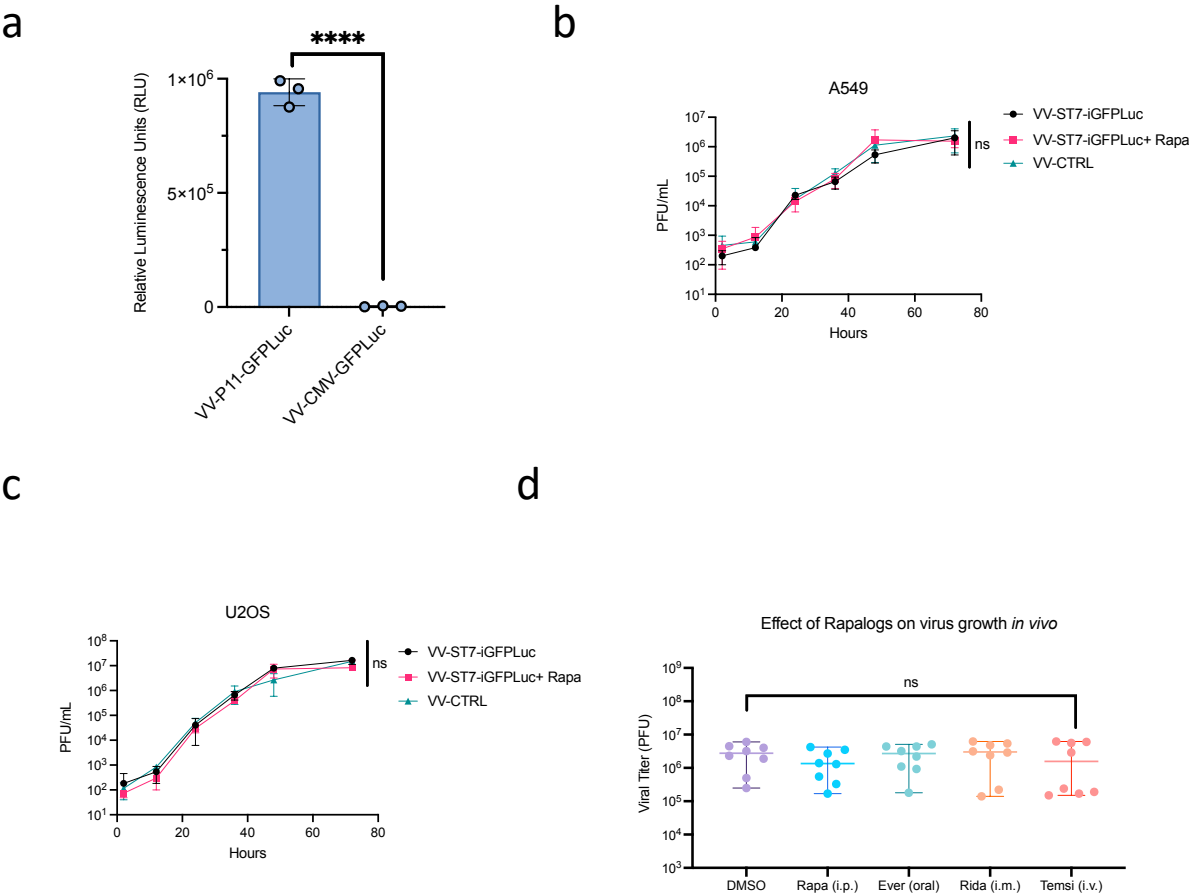 a
****
Relative Luminescence Units (RLU)
1×10⁶
5×10⁵
0
VV-P11-GFPLuc
VV-CMV-GFPLuc
b
A549
PFU/mL
10⁷
10⁶
10⁵
10⁴
10³
10²
10¹
0 20 40 60 80
Hours
ns
VV-ST7-iGFPLuc
VV-ST7-iGFPLuc+ Rapa
VV-CTRL
c
U2OS
PFU/mL
10⁸
10⁷
10⁶
10⁵
10⁴
10³
10²
10¹
0 20 40 60 80
Hours
ns
VV-ST7-iGFPLuc
VV-ST7-iGFPLuc+ Rapa
VV-CTRL
d
Effect of Rapalogs on virus growth in vivo
Viral Titer (PFU)
10⁹
10⁸
10⁷
10⁶
10⁵
10⁴
10³
ns
DMSO Rapa (i.p.) Ever (oral) Rida (i.m.) Temsi (i.v.)